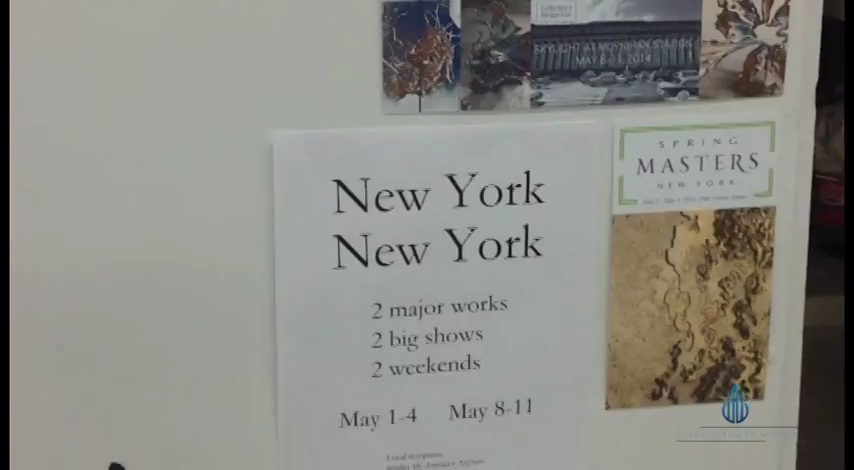 SKYLIGHT AT MOYNIHAN STATION
MAY 8-11, 2014
SPRING
MASTERS
NEW YORK
New York
New York
2 major works
2 big shows
2 weekends
May 1-4 May 8-11